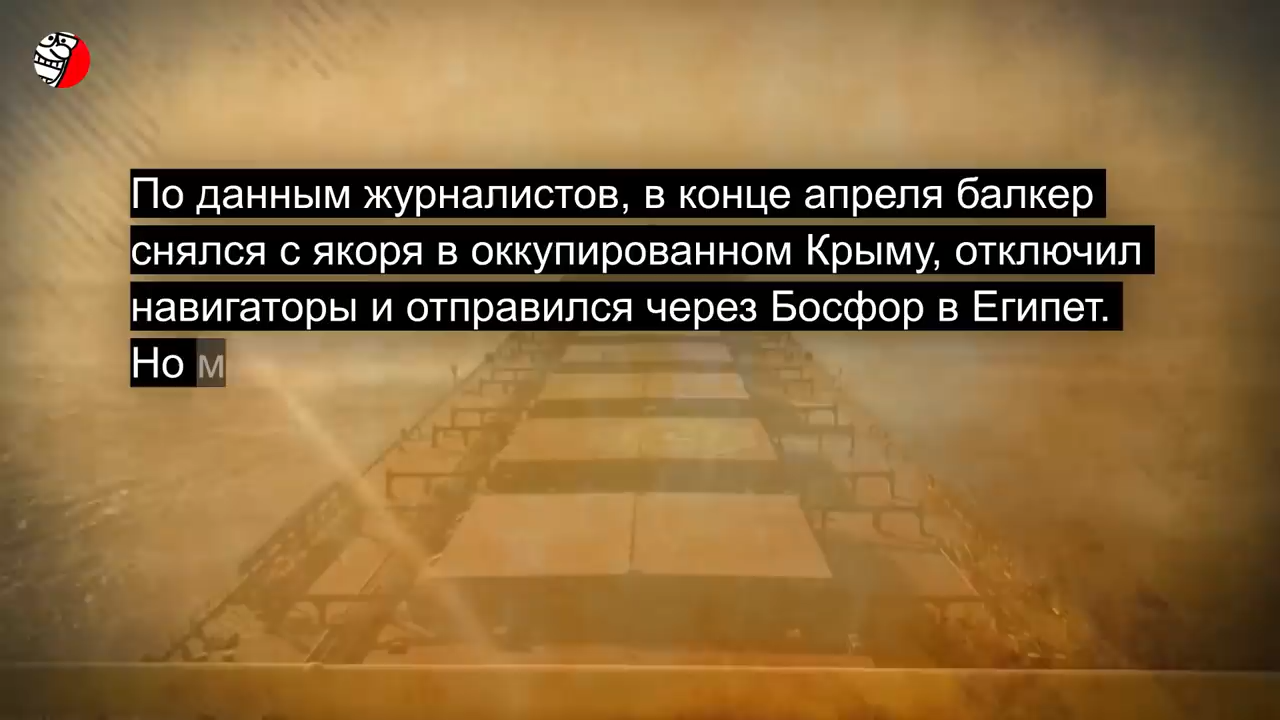 По данным журналистов, в конце апреля балкер
снялся с якоря в оккупированном Крыму, отключил
навигаторы и отправился через Босфор в Египет.
Но м